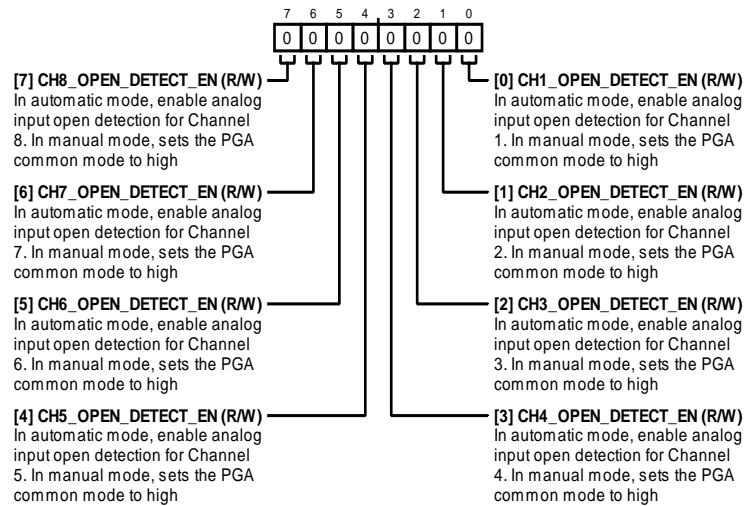 7 6 5 4 3 2 1 0
0 0 0 0 0 0 0 0
[7] CH8_OPEN_DETECT_EN (R/W)
In automatic mode, enable analog
input open detection for Channel
8. In manual mode, sets the PGA
common mode to high
[6] CH7_OPEN_DETECT_EN (R/W)
In automatic mode, enable analog
input open detection for Channel
7. In manual mode, sets the PGA
common mode to high
[5] CH6_OPEN_DETECT_EN (R/W)
In automatic mode, enable analog
input open detection for Channel
6. In manual mode, sets the PGA
common mode to high
[4] CH5_OPEN_DETECT_EN (R/W)
In automatic mode, enable analog
input open detection for Channel
5. In manual mode, sets the PGA
common mode to high
[0] CH1_OPEN_DETECT_EN (R/W)
In automatic mode, enable analog
input open detection for Channel
1. In manual mode, sets the PGA
common mode to high
[1] CH2_OPEN_DETECT_EN (R/W)
In automatic mode, enable analog
input open detection for Channel
2. In manual mode, sets the PGA
common mode to high
[2] CH3_OPEN_DETECT_EN (R/W)
In automatic mode, enable analog
input open detection for Channel
3. In manual mode, sets the PGA
common mode to high
[3] CH4_OPEN_DETECT_EN (R/W)
In automatic mode, enable analog
input open detection for Channel
4. In manual mode, sets the PGA
common mode to high